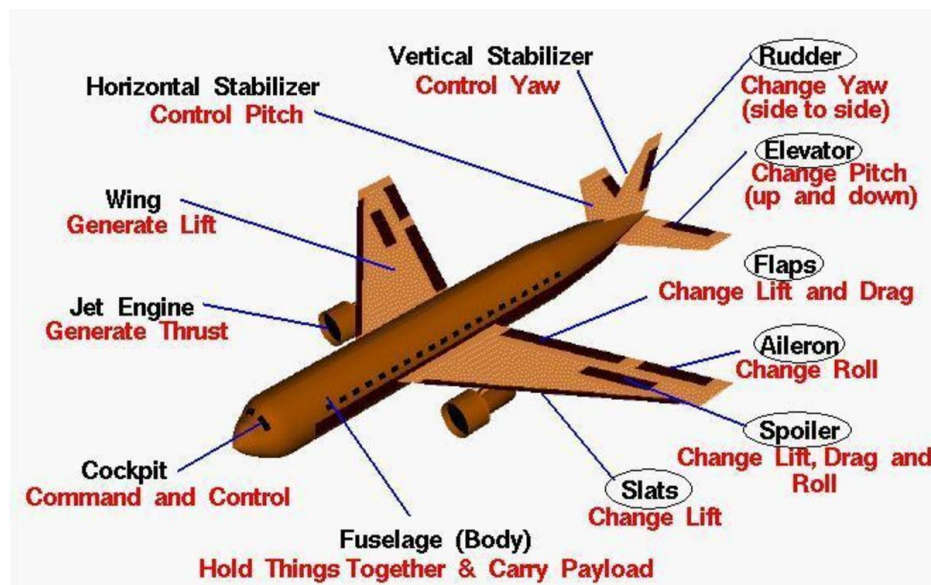 Vertical Stabilizer
Control Yaw
Rudder
Change Yaw
(side to side)
Horizontal Stabilizer
Control Pitch
Elevator
Change Pitch
(up and down)
Wing
Generate Lift
Flaps
Change Lift and Drag
Jet Engine
Generate Thrust
Aileron
Change Roll
Spoiler
Change Lift, Drag and
Roll
Cockpit
Command and Control
Slats
Change Lift
Fuselage (Body)
Hold Things Together & Carry Payload